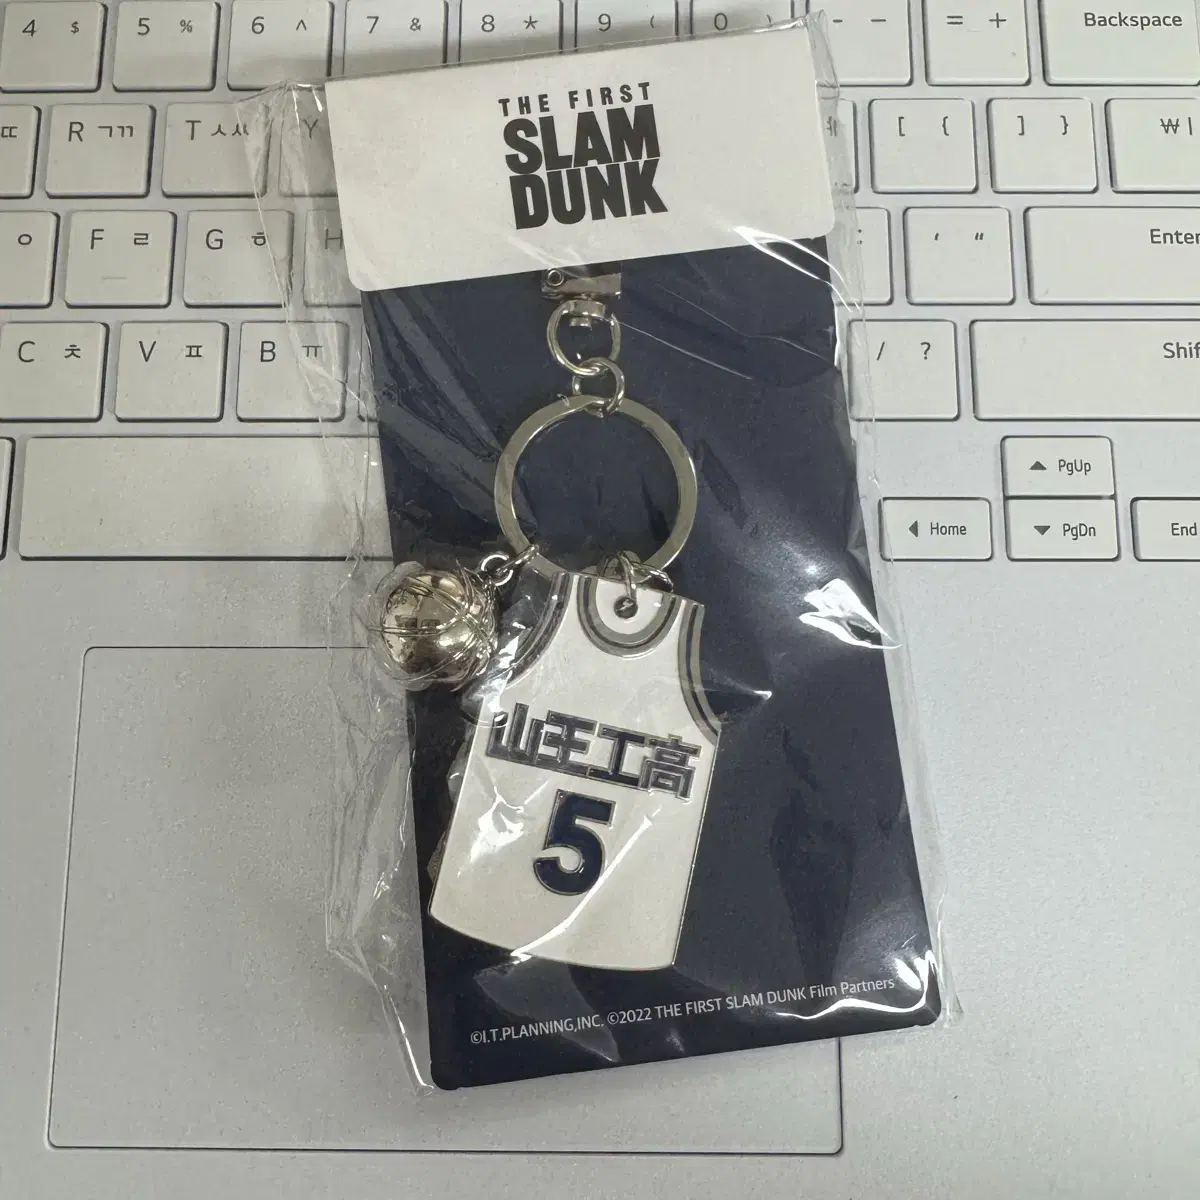 4 $ 5 % 6 ^ 7 & 8 * 9 ( 0 ) - _ = + Backspace
THE FIRST
SLAM
DUNK
ㄸ R ㄱㄲ T ㅅㅆ Y [ { ] } ₩ |
ㅇ F ㄹ G ㅎ H ' " Enter
C ㅊ V ㅍ B ㅠ / ? Shif
PgUp
Home PgDn End
山王工高
5
©I.T.PLANNING,INC. ©2022 THE FIRST SLAM DUNK Film Partners